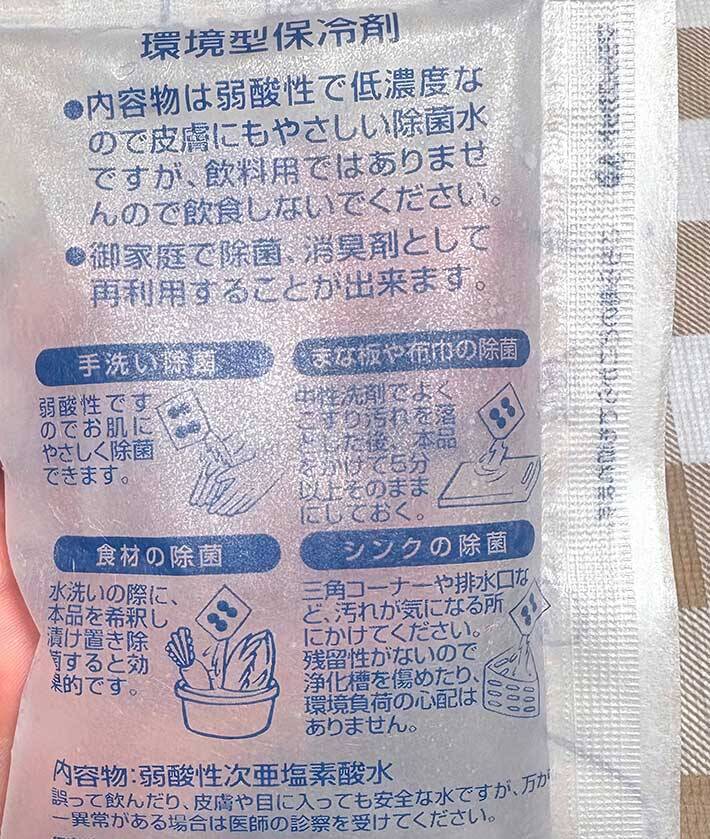 環境型保冷剤
●内容物は弱酸性で低濃度な
ので皮膚にもやさしい除菌水
ですが、飲料用ではありませ
んので飲食しないでください。
●御家庭で除菌、消臭剤として
再利用することが出来ます。
手洗い除菌
弱酸性です
のでお肌に
やさしく除菌
できます。
まな板や布巾の除菌
中性洗剤でよく
こすり汚れを落
とした後、本品
をかけて5分
以上そのまま
にしておく。
食材の除菌
水洗いの際に、
本品を希釈し
漬け置き除
菌すると効
果的です。
シンクの除菌
三角コーナーや排水口な
ど、汚れが気になる所
にかけてください。
残留性がないので
浄化槽を傷めたり、
環境負荷の心配は
ありません。
内容物:弱酸性次亜塩素酸水
誤って飲んだり、皮膚や目に入っても安全な水ですが、万が
一異常がある場合は医師の診察を受けてください。